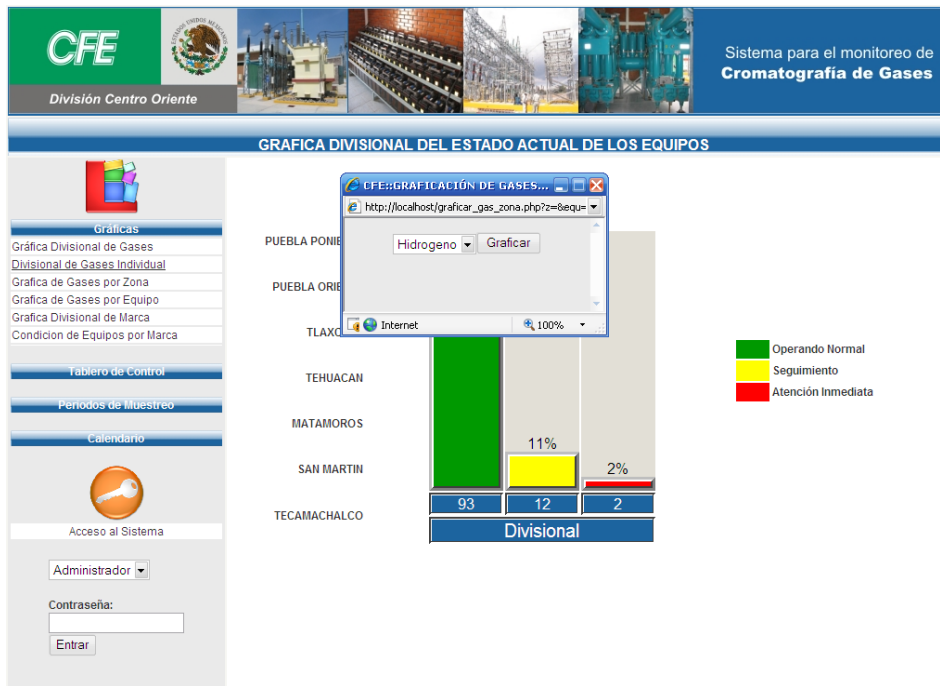 CFE
ESTADOS UNIDOS MEXICANOS
División Centro Oriente
Sistema para el monitoreo de
Cromatografía de Gases
GRAFICA DIVISIONAL DEL ESTADO ACTUAL DE LOS EQUIPOS
Gráficas
Gráfica Divisional de Gases
Divisional de Gases Individual
Grafica de Gases por Zona
Grafica de Gases por Equipo
Grafica Divisional de Marca
Condicion de Equipos por Marca
Tablero de Control
Periodos de Muestreo
Calendario
Acceso al Sistema
Administrador
Contraseña:
Entrar
CFE::GRAFICACIÓN DE GASES...
http://localhost/graficar_gas_zona.php?z=&equ=
Hidrogeno
Graficar
Internet
100%
PUEBLA PONIE
PUEBLA ORIE
TLAXC
TEHUACAN
MATAMOROS
SAN MARTIN
TECAMACHALCO
11%
2%
93
12
2
Divisional
Operando Normal
Seguimiento
Atención Inmediata